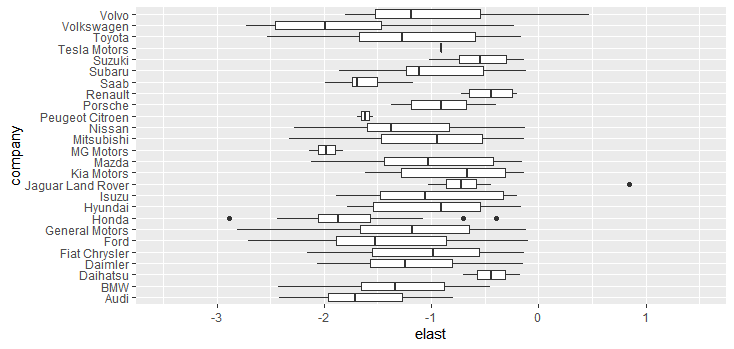 company
Volvo
Volkswagen
Toyota
Tesla Motors
Suzuki
Subaru
Saab
Renault
Porsche
Peugeot Citroen
Nissan
Mitsubishi
MG Motors
Mazda
Kia Motors
Jaguar Land Rover
Isuzu
Hyundai
Honda
General Motors
Ford
Fiat Chrysler
Daimler
Daihatsu
BMW
Audi
-3 -2 -1 0 1
elast